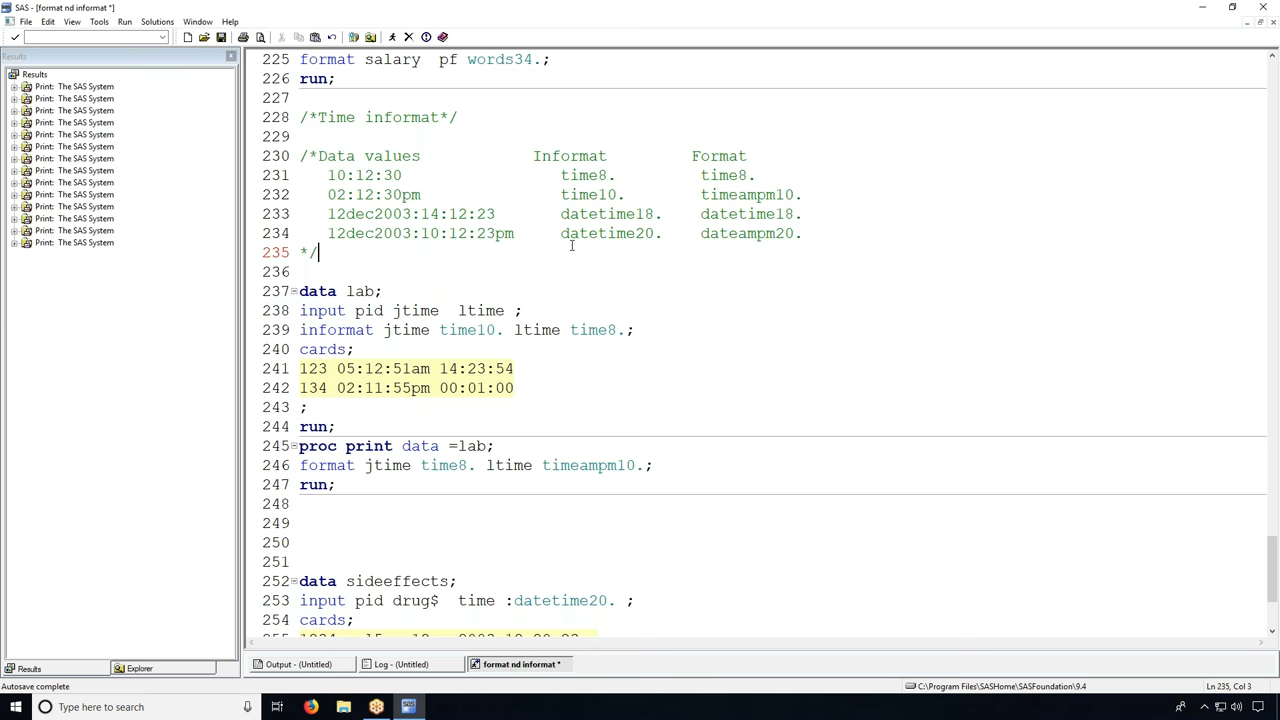 SAS - [format nd informat *]
File Edit View Tools Run Solutions Window Help
Results
Results
Print: The SAS System
Print: The SAS System
Print: The SAS System
Print: The SAS System
Print: The SAS System
Print: The SAS System
Print: The SAS System
Print: The SAS System
Print: The SAS System
Print: The SAS System
Print: The SAS System
Print: The SAS System
Print: The SAS System
Print: The SAS System
225 format salary pf words34.;
226 run;
227
228 /*Time informat*/
229
230 /*Data values Informat Format
231 10:12:30 time8. time8.
232 02:12:30pm time10. timeampm10.
233 12dec2003:14:12:23 datetime18. datetime18.
234 12dec2003:10:12:23pm datetime20. dateampm20.
235 */
236
237 data lab;
238 input pid jtime ltime ;
239 informat jtime time10. ltime time8.;
240 cards;
241 123 05:12:51am 14:23:54
242 134 02:11:55pm 00:01:00
243 ;
244 run;
245 proc print data =lab;
246 format jtime time8. ltime timeampm10.;
247 run;
248
249
250
251
252 data sideeffects;
253 input pid drug$ time :datetime20. ;
254 cards;
Results Explorer Output - (Untitled) Log - (Untitled) format nd informat *
Autosave complete C:\Program Files\SASHome\SASFoundation\9.4 Ln 235, Col 3
Type here to search